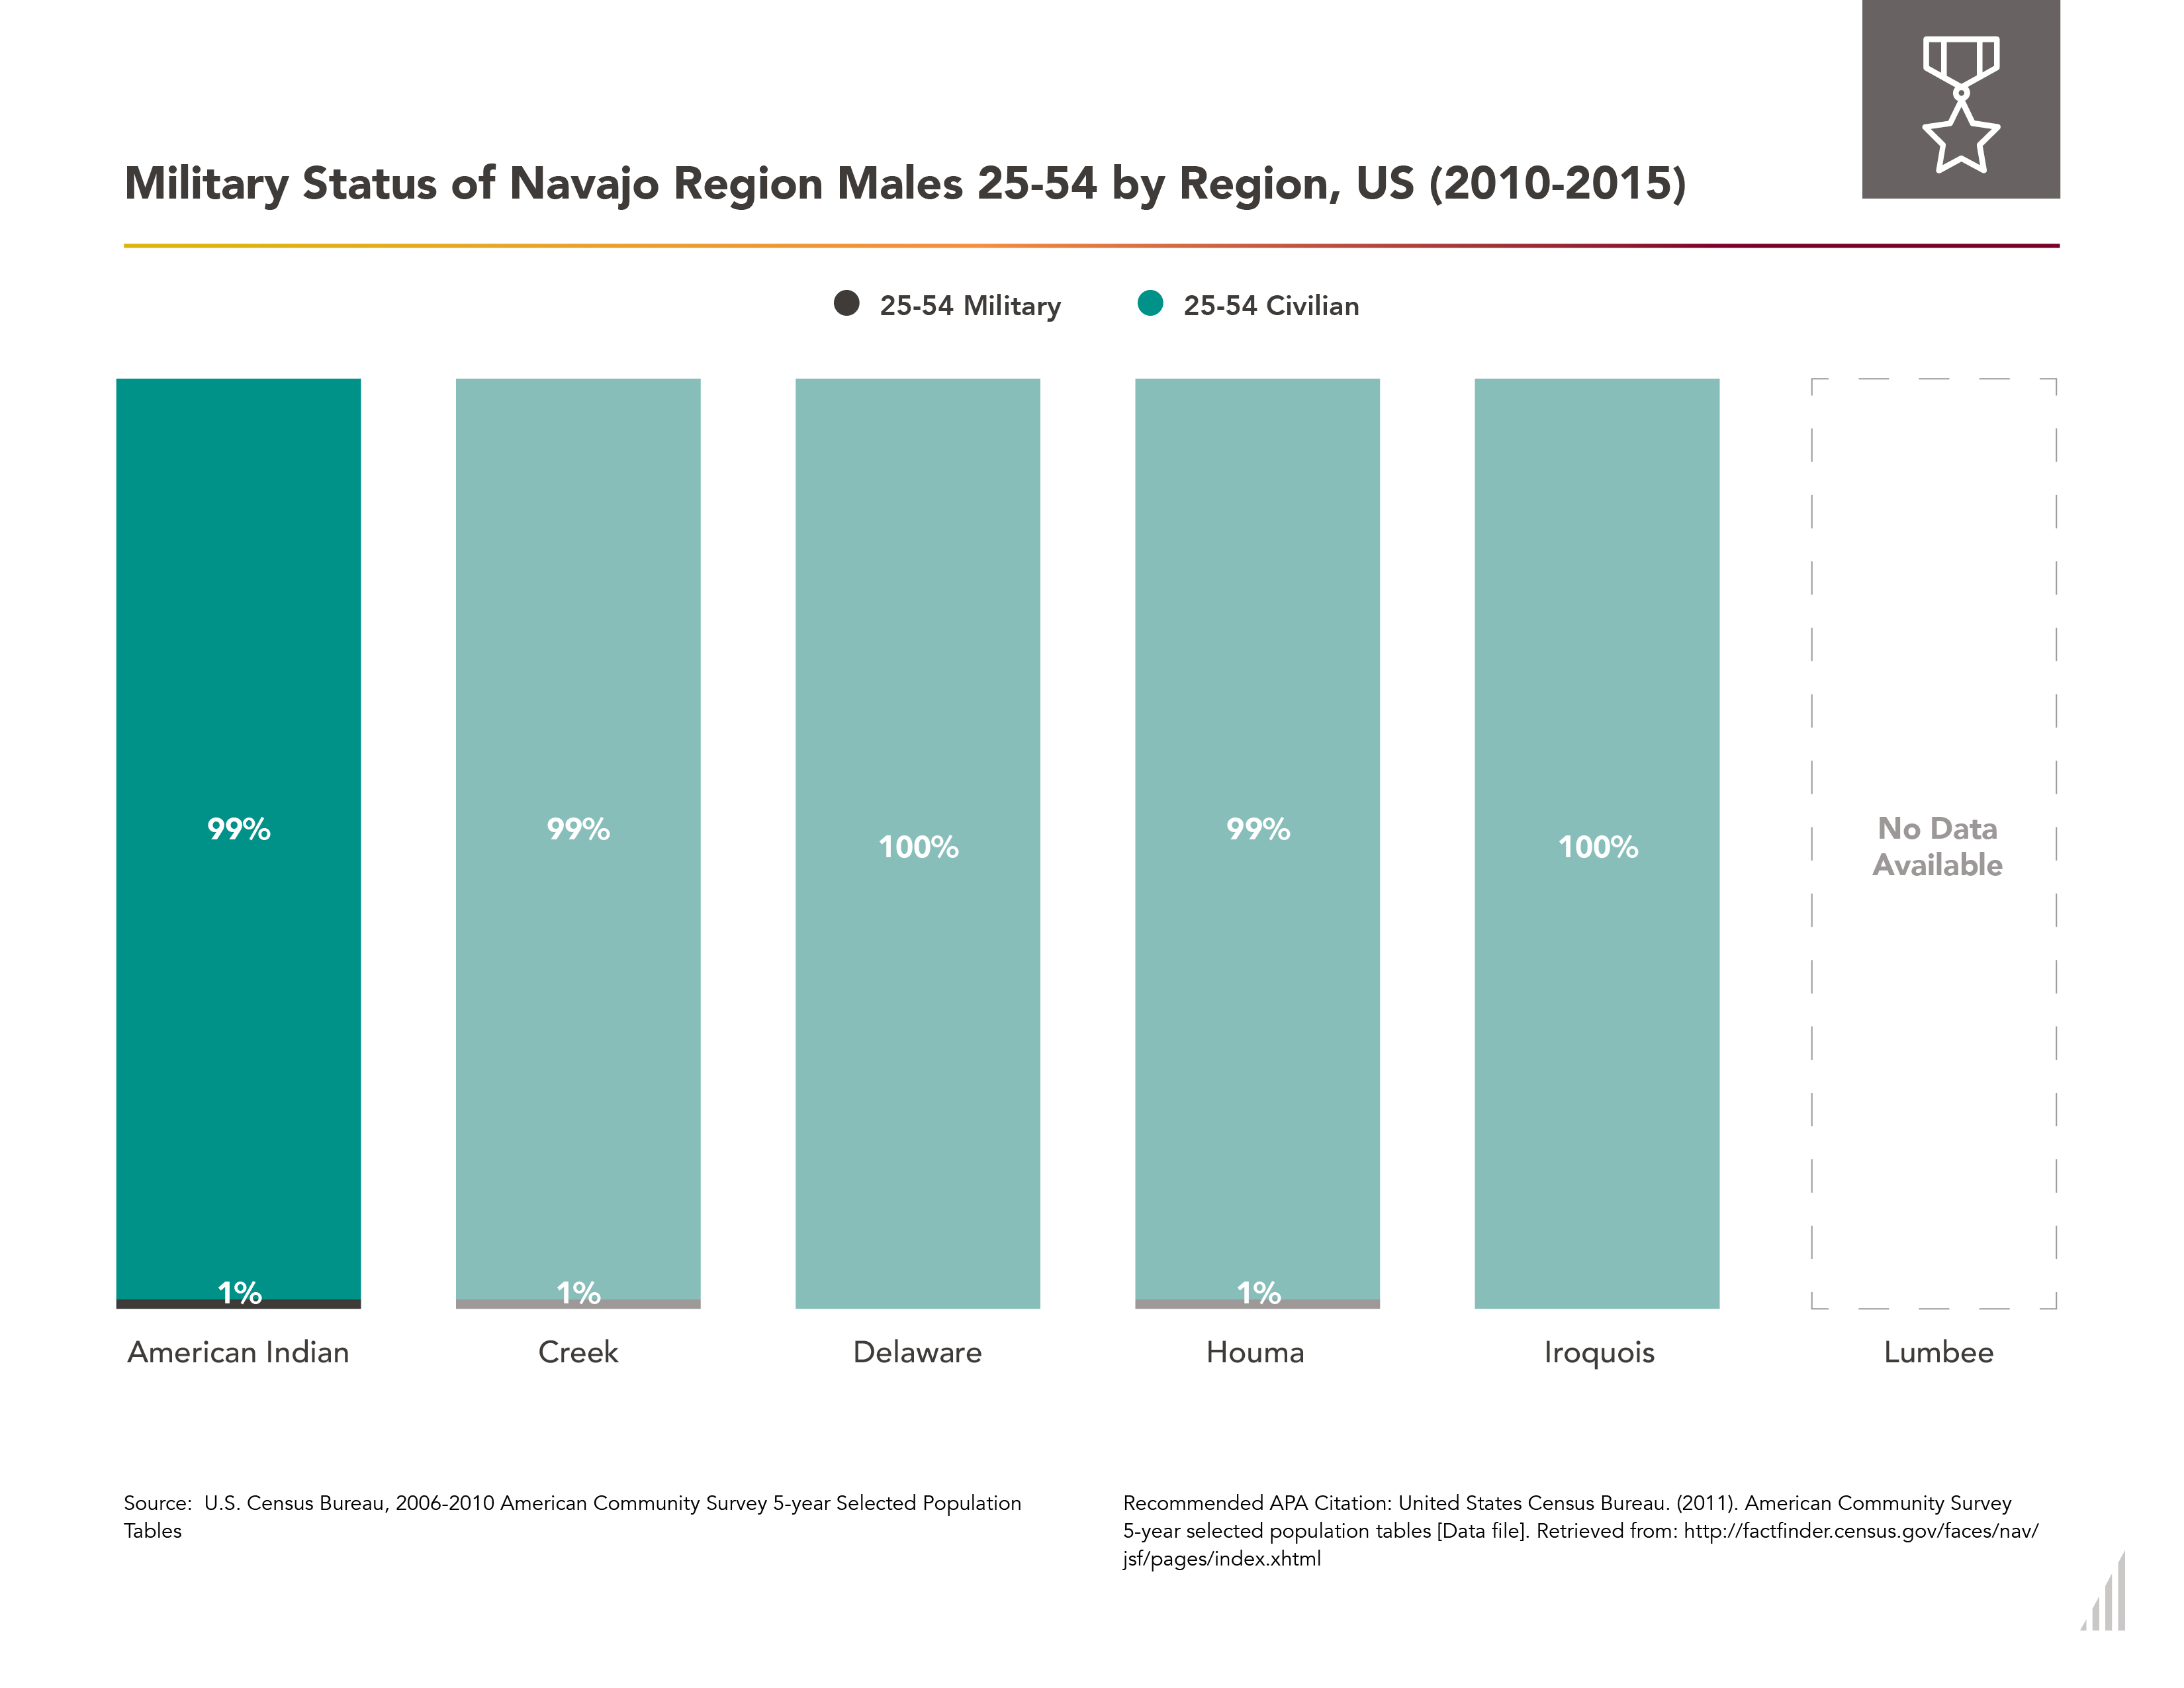 Military Status of Navajo Region Males 25-54 by Region, US (2010-2015)
25-54 Military
25-54 Civilian
99%
99%
100%
99%
100%
No Data
Available
1%
1%
1%
American Indian
Creek
Delaware
Houma
Iroquois
Lumbee
Source:  U.S. Census Bureau, 2006-2010 American Community Survey 5-year Selected Population
Tables
Recommended APA Citation: United States Census Bureau. (2011). American Community Survey
5-year selected population tables [Data file]. Retrieved from: http://factfinder.census.gov/faces/nav/
jsf/pages/index.xhtml